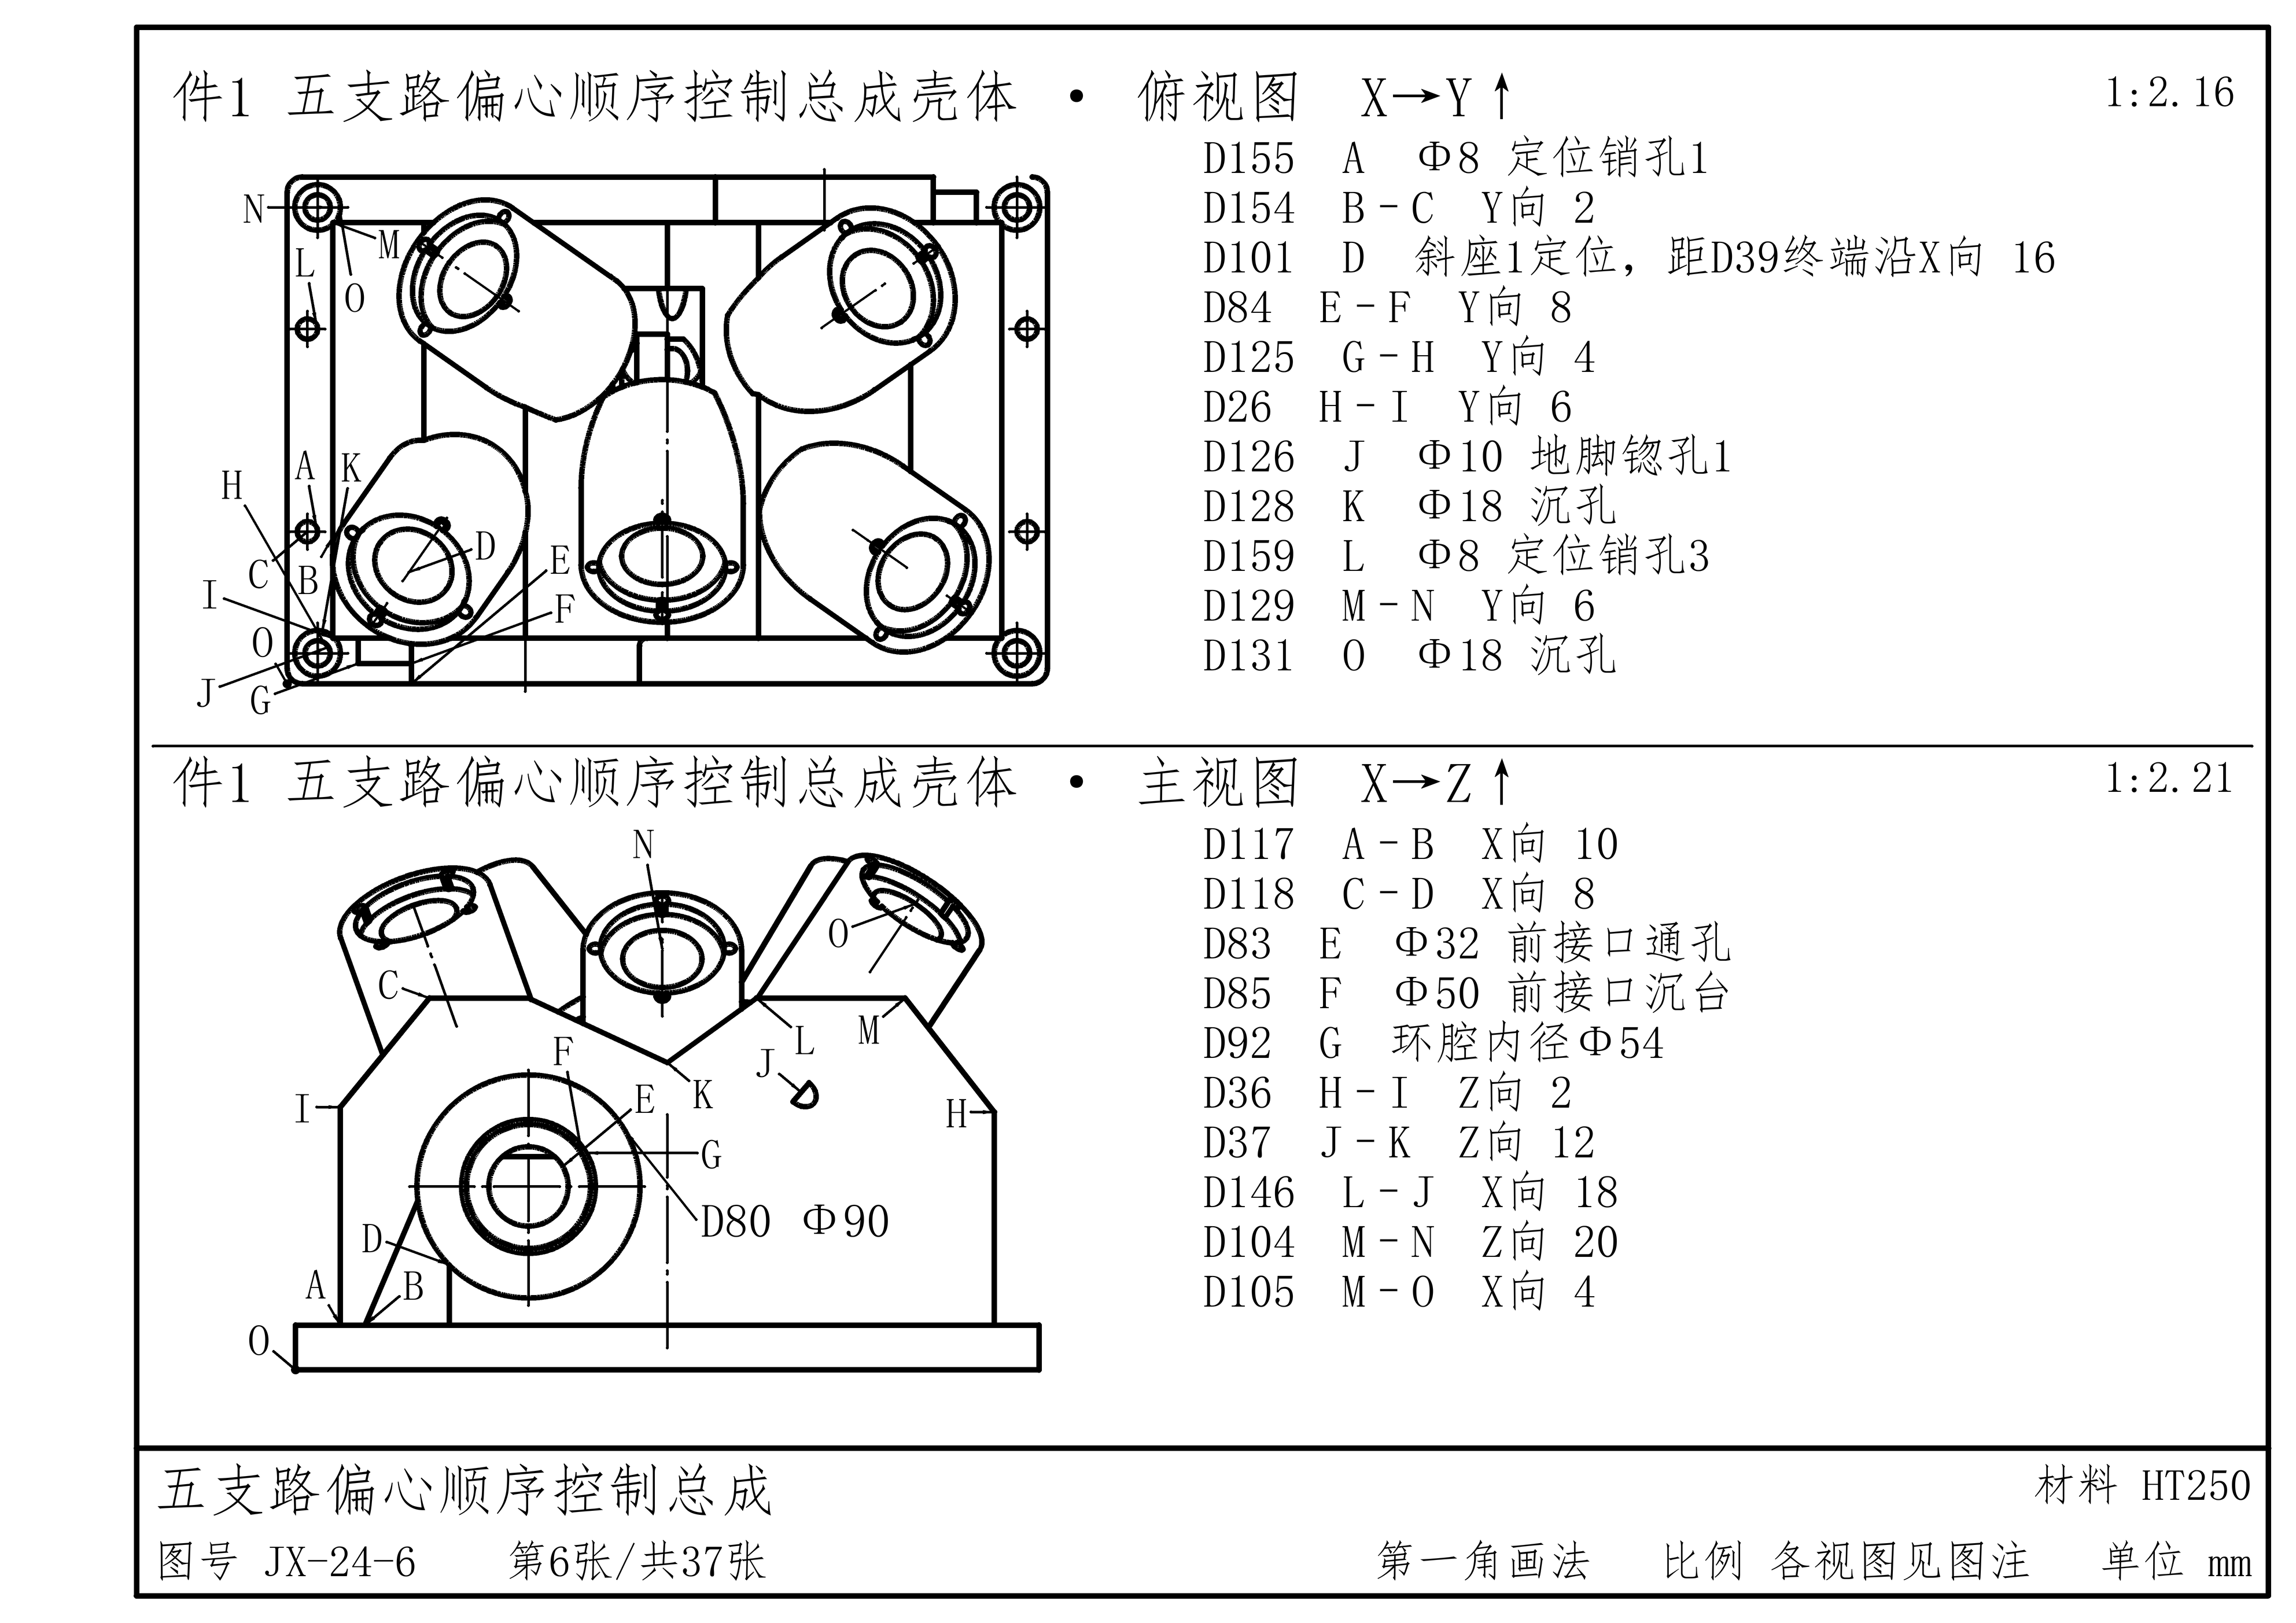 件1 五支路偏心顺序控制总成壳体 · 俯视图 X→Y↑ 1:2.16
D155 A Φ8 定位销孔1
D154 B-C Y向 2
D101 D 斜座1定位，距D39终端沿X向 16
D84 E-F Y向 8
D125 G-H Y向 4
D26 H-I Y向 6
D126 J Φ10 地脚锪孔1
D128 K Φ18 沉孔
D159 L Φ8 定位销孔3
D129 M-N Y向 6
D131 O Φ18 沉孔
N
M
L
O
A
K
H
D
E
C
B
I
F
O
J
G
件1 五支路偏心顺序控制总成壳体 · 主视图 X→Z↑ 1:2.21
D117 A-B X向 10
D118 C-D X向 8
D83 E Φ32 前接口通孔
D85 F Φ50 前接口沉台
D92 G 环腔内径Φ54
D36 H-I Z向 2
D37 J-K Z向 12
D146 L-J X向 18
D104 M-N Z向 20
D105 M-O X向 4
N
O
C
M
L
F
J
K
E
I
H
G
D80 Φ90
D
A
B
O
五支路偏心顺序控制总成 材料 HT250
图号 JX-24-6 第6张/共37张 第一角画法 比例 各视图见图注 单位 mm